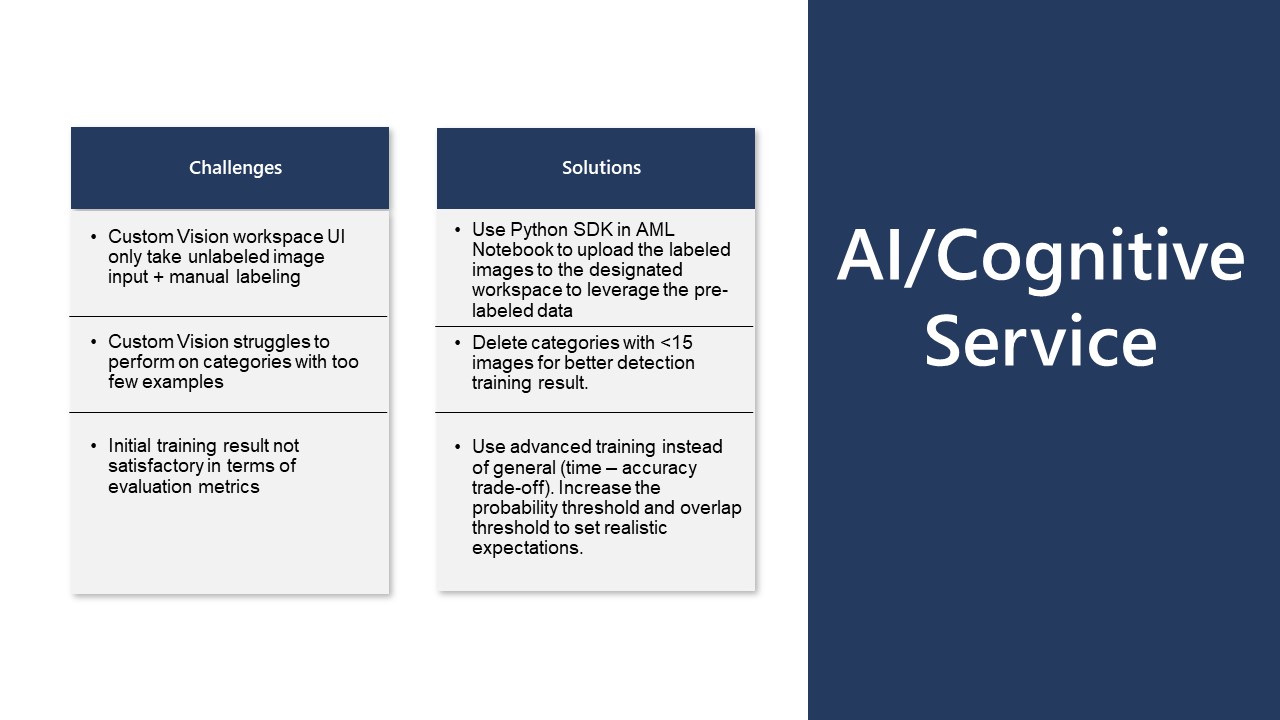 Challenges
• Custom Vision workspace UI
only take unlabeled image
input + manual labeling
• Custom Vision struggles to
perform on categories with too
few examples
• Initial training result not
satisfactory in terms of
evaluation metrics
Solutions
• Use Python SDK in AML
Notebook to upload the labeled
images to the designated
workspace to leverage the pre-
labeled data
• Delete categories with <15
images for better detection
training result.
• Use advanced training instead
of general (time – accuracy
trade-off). Increase the
probability threshold and overlap
threshold to set realistic
expectations.
AI/Cognitive
Service